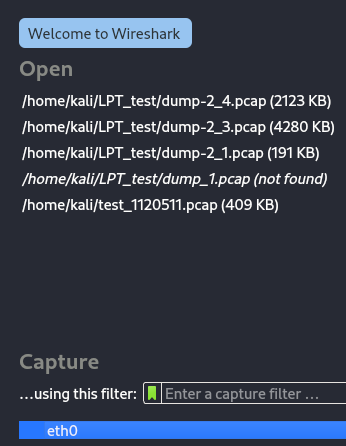 Welcome to Wireshark
Open
/home/kali/LPT_test/dump-2_4.pcap (2123 KB)
/home/kali/LPT_test/dump-2_3.pcap (4280 KB)
/home/kali/LPT_test/dump-2_1.pcap (191 KB)
/home/kali/LPT_test/dump_1.pcap (not found)
/home/kali/test_1120511.pcap (409 KB)
Capture
...using this filter: Enter a capture filter ...
eth0